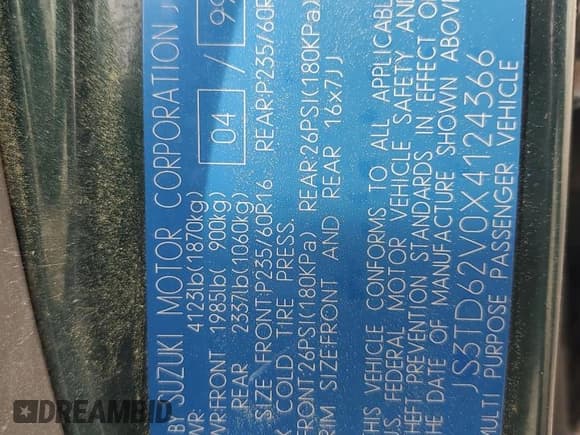 BY SUZUKI MOTOR CORPORATION J
04 / 99
4123lb(1870kg)
WR:FRONT 1985lb( 900kg)
REAR 2337lb(1060kg)
SIZE FRONT:P235/60R16. REAR:P235/60R
COLD TIRE PRESS.
FRONT:26PSI(180KPa) REAR:26PSI(180KPa)
RIM SIZE:FRONT AND REAR 16x7JJ
THIS VEHICLE CONFORMS TO ALL APPLICABLE
U.S. FEDERAL MOTOR VEHICLE SAFETY AND
THEFT PREVENTION STANDARDS IN EFFECT ON
THE DATE OF MANUFACTURE SHOWN ABOVE
JS3TD62V0X4124366
MULTI PURPOSE PASSENGER VEHICLE
DREAMBID